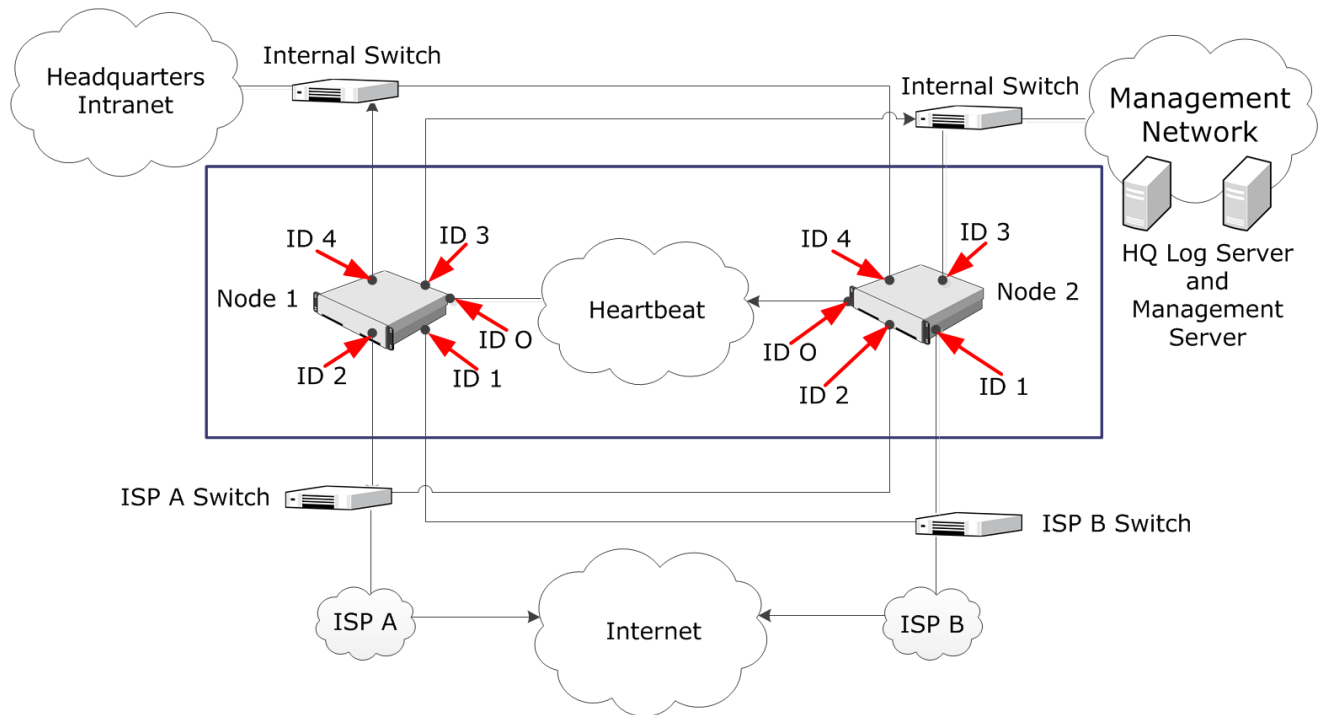 Internal Switch
Headquarters
Intranet
Internal Switch
Management
Network
ID 4
ID 3
ID 4
ID 3
Node 1
Heartbeat
Node 2
HQ Log Server
and
Management
Server
ID O
ID O
ID 2
ID 1
ID 2
ID 1
ISP A Switch
ISP B Switch
ISP A
Internet
ISP B